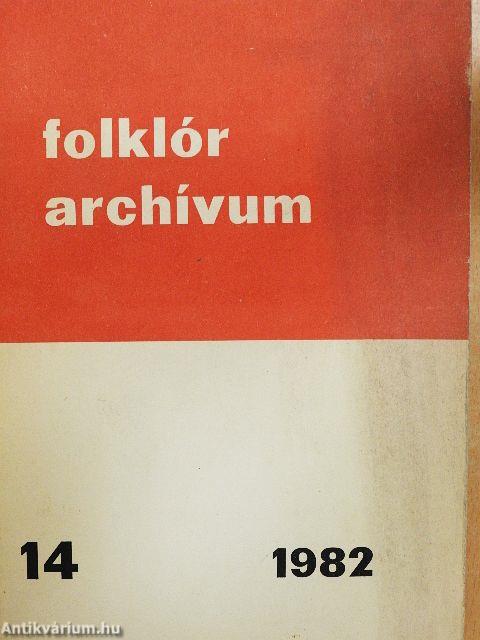 folklór
archívum
14 1982
Antikvárium.hu